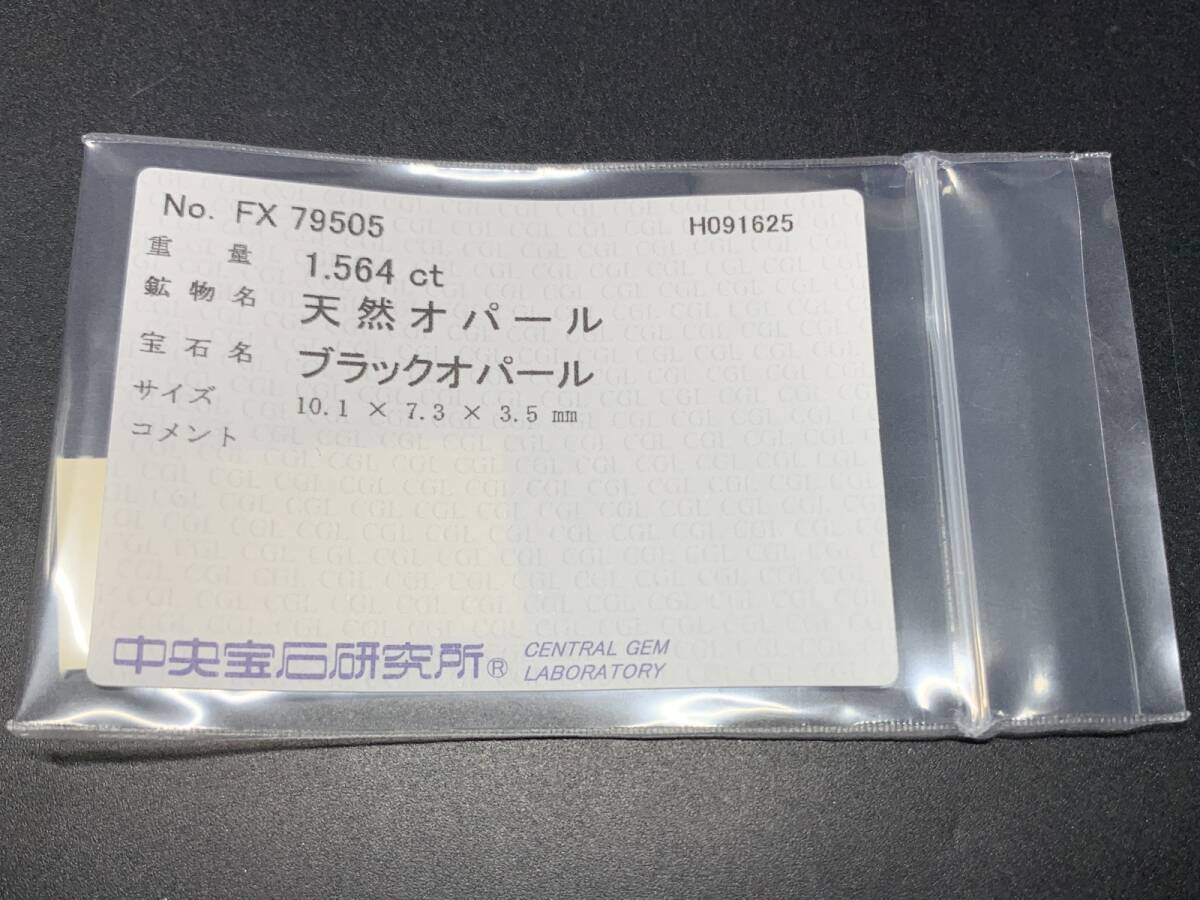 No. FX 79505 H091625
重量 1.564 ct
鉱物名 天然オパール
宝石名 ブラックオパール
サイズ 10.1 × 7.3 × 3.5 mm
コメント
中央宝石研究所® CENTRAL GEM LABORATORY